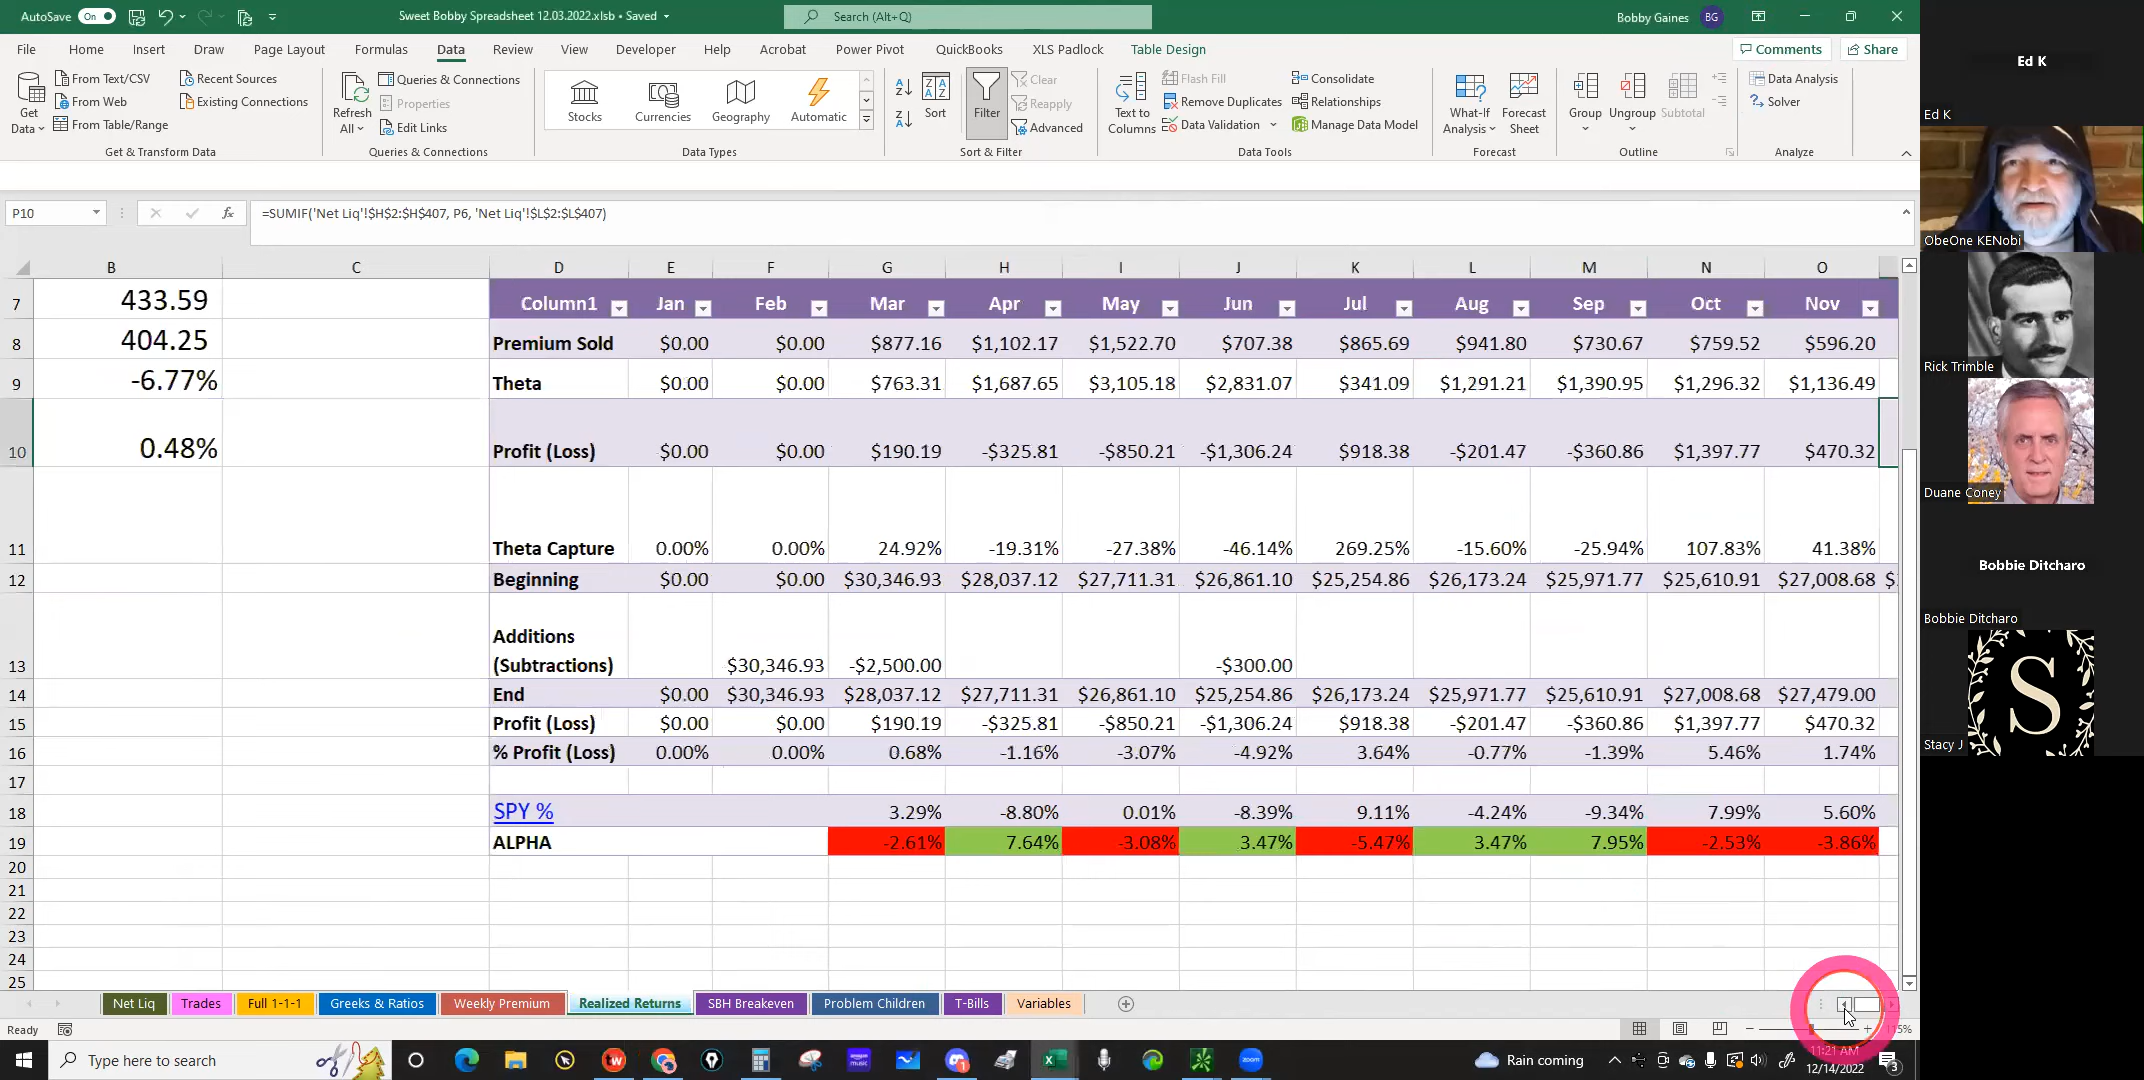 AutoSave On Sweet Bobby Spreadsheet 12.03.2022.xlsb • Saved Search (Alt+Q) Bobby Gaines BG
File Home Insert Draw Page Layout Formulas Data Review View Developer Help Acrobat Power Pivot QuickBooks XLS Padlock Table Design Comments Share
Get Data From Text/CSV From Web From Table/Range Recent Sources Existing Connections
Get & Transform Data
Refresh All Queries & Connections Properties Edit Links
Queries & Connections
Stocks Currencies Geography Automatic
Data Types
Sort Filter Clear Reapply Advanced
Sort & Filter
Text to Columns Flash Fill Remove Duplicates Data Validation Consolidate Relationships Manage Data Model
Data Tools
What-If Analysis Forecast Sheet
Forecast
Group Ungroup Subtotal
Outline
Data Analysis Solver
Analyze
P10 fx =SUMIF('Net Liq'!$H$2:$H$407, P6, 'Net Liq'!$L$2:$L$407)
B C D E F G H I J K L M N O
7 433.59 Column1 Jan Feb Mar Apr May Jun Jul Aug Sep Oct Nov
8 404.25 Premium Sold $0.00 $0.00 $877.16 $1,102.17 $1,522.70 $707.38 $865.69 $941.80 $730.67 $759.52 $596.20
9 -6.77% Theta $0.00 $0.00 $763.31 $1,687.65 $3,105.18 $2,831.07 $341.09 $1,291.21 $1,390.95 $1,296.32 $1,136.49
10 0.48% Profit (Loss) $0.00 $0.00 $190.19 -$325.81 -$850.21 -$1,306.24 $918.38 -$201.47 -$360.86 $1,397.77 $470.32
11 Theta Capture 0.00% 0.00% 24.92% -19.31% -27.38% -46.14% 269.25% -15.60% -25.94% 107.83% 41.38%
12 Beginning $0.00 $0.00 $30,346.93 $28,037.12 $27,711.31 $26,861.10 $25,254.86 $26,173.24 $25,971.77 $25,610.91 $27,008.68 $
Additions
13 (Subtractions) $30,346.93 -$2,500.00 -$300.00
14 End $0.00 $30,346.93 $28,037.12 $27,711.31 $26,861.10 $25,254.86 $26,173.24 $25,971.77 $25,610.91 $27,008.68 $27,479.00
15 Profit (Loss) $0.00 $0.00 $190.19 -$325.81 -$850.21 -$1,306.24 $918.38 -$201.47 -$360.86 $1,397.77 $470.32
16 % Profit (Loss) 0.00% 0.00% 0.68% -1.16% -3.07% -4.92% 3.64% -0.77% -1.39% 5.46% 1.74%
17
18 SPY % 3.29% -8.80% 0.01% -8.39% 9.11% -4.24% -9.34% 7.99% 5.60%
19 ALPHA -2.61% 7.64% -3.08% 3.47% -5.47% 3.47% 7.95% -2.53% -3.86%
20
21
22
23
24
25
Net Liq Trades Full 1-1-1 Greeks & Ratios Weekly Premium Realized Returns SBH Breakeven Problem Children T-Bills Variables
Ready 115%
Type here to search tw amazon music zoom Rain coming 11:21 AM
12/14/2022 3
Ed K
Ed K
ObeOne KENobi
Rick Trimble
Duane Coney
Bobbie Ditcharo
Bobbie Ditcharo
S
Stacy J